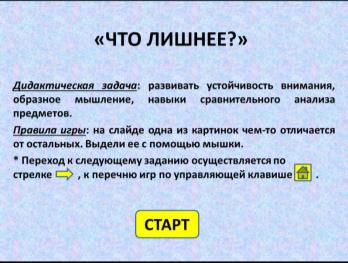 «ЧТО ЛИШНЕЕ?»
Дидактическая задача: развивать устойчивость внимания,
образное мышление, навыки сравнительного анализа
предметов.
Правила игры: на слайде одна из картинок чем-то отличается
от остальных. Выдели ее с помощью мышки.
* Переход к следующему заданию осуществляется по
стрелке , к перечню игр по управляющей клавише .
СТАРТ